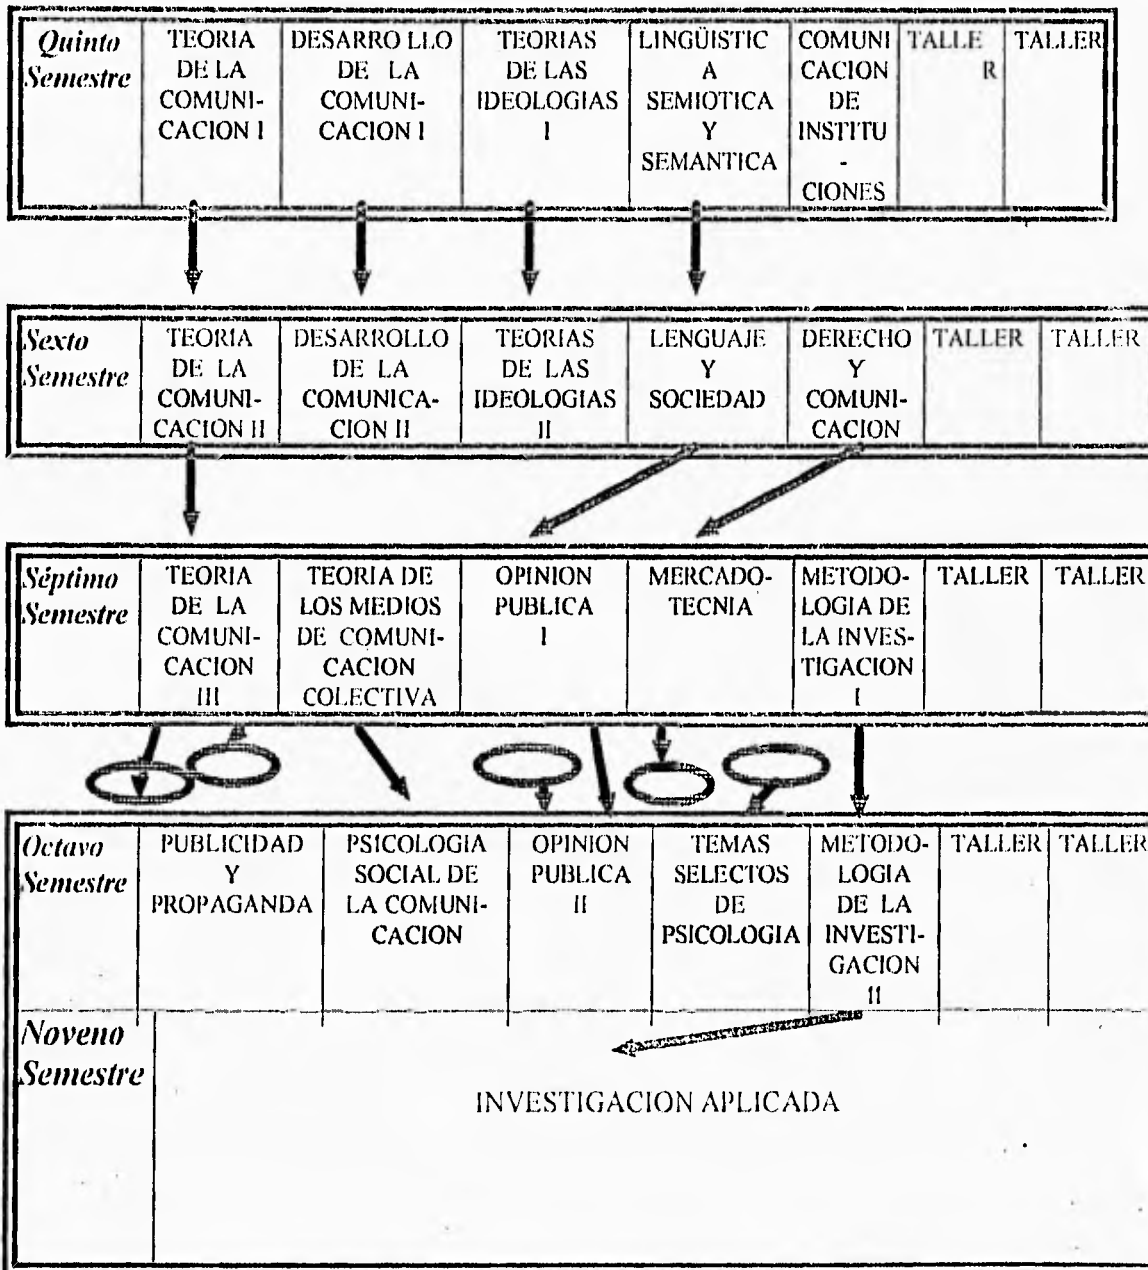 Quinto
Semestre
TEORIA
DE LA
COMUNI-
CACION I
DESARRO LLO
DE LA
COMUNI-
CACION I
TEORIAS
DE LAS
IDEOLOGIAS
I
LINGÜISTIC
A
SEMIOTICA
Y
SEMANTICA
COMUNI
CACION
DE
INSTITU
-
CIONES
TALLE
R
TALLER
Sexto
Semestre
TEORIA
DE LA
COMUNI-
CACION II
DESARROLLO
DE LA
COMUNICA-
CION II
TEORIAS
DE LAS
IDEOLOGIAS
II
LENGUAJE
Y
SOCIEDAD
DERECHO
Y
COMUNI-
CACION
TALLER
TALLER
Séptimo
Semestre
TEORIA
DE LA
COMUNI-
CACION
III
TEORIA DE
LOS MEDIOS
DE COMUNI-
CACION
COLECTIVA
OPINION
PUBLICA
I
MERCADO-
TECNIA
METODO-
LOGIA DE
LA INVES-
TIGACION
I
TALLER
TALLER
Octavo
Semestre
PUBLICIDAD
Y
PROPAGANDA
PSICOLOGIA
SOCIAL DE
LA COMUNI-
CACION
OPINION
PUBLICA
II
TEMAS
SELECTOS
DE
PSICOLOGIA
METODO-
LOGIA
DE LA
INVESTI-
GACION
II
TALLER
TALLER
Noveno
Semestre
INVESTIGACION APLICADA